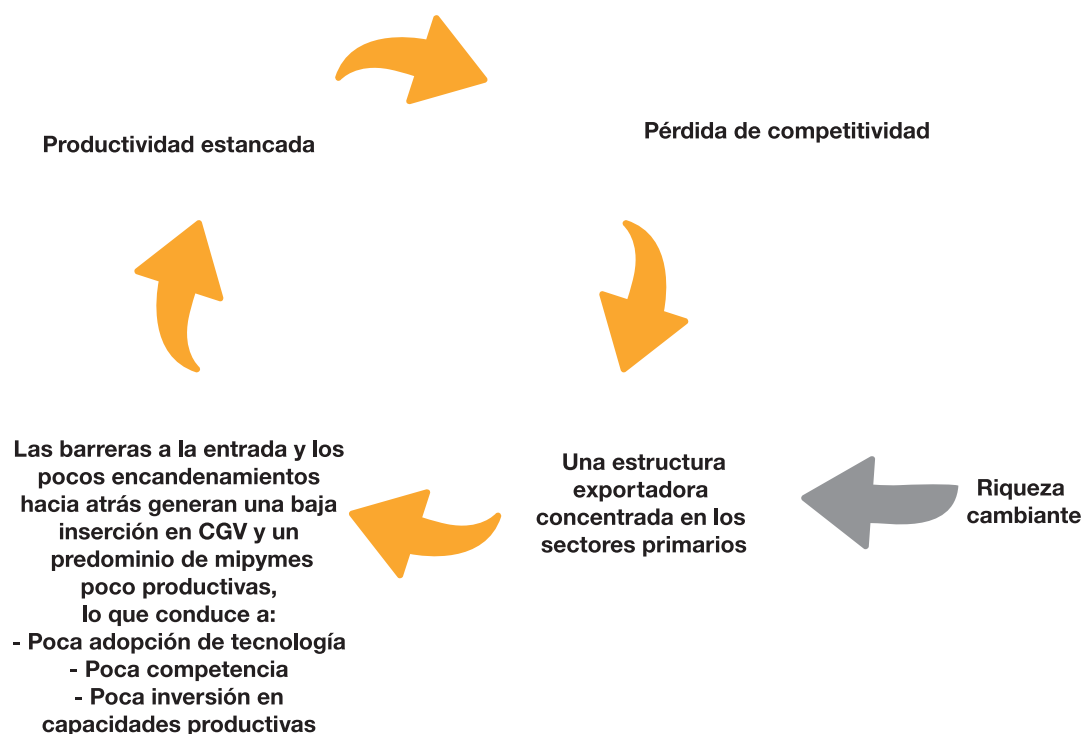 Productividad estancada
Pérdida de competitividad
Las barreras a la entrada y los
pocos encandenamientos
hacia atrás generan una baja
inserción en CGV y un
predominio de mipymes
poco productivas,
lo que conduce a:
- Poca adopción de tecnología
- Poca competencia
- Poca inversión en
capacidades productivas
Una estructura
exportadora
concentrada en los
sectores primarios
Riqueza
cambiante